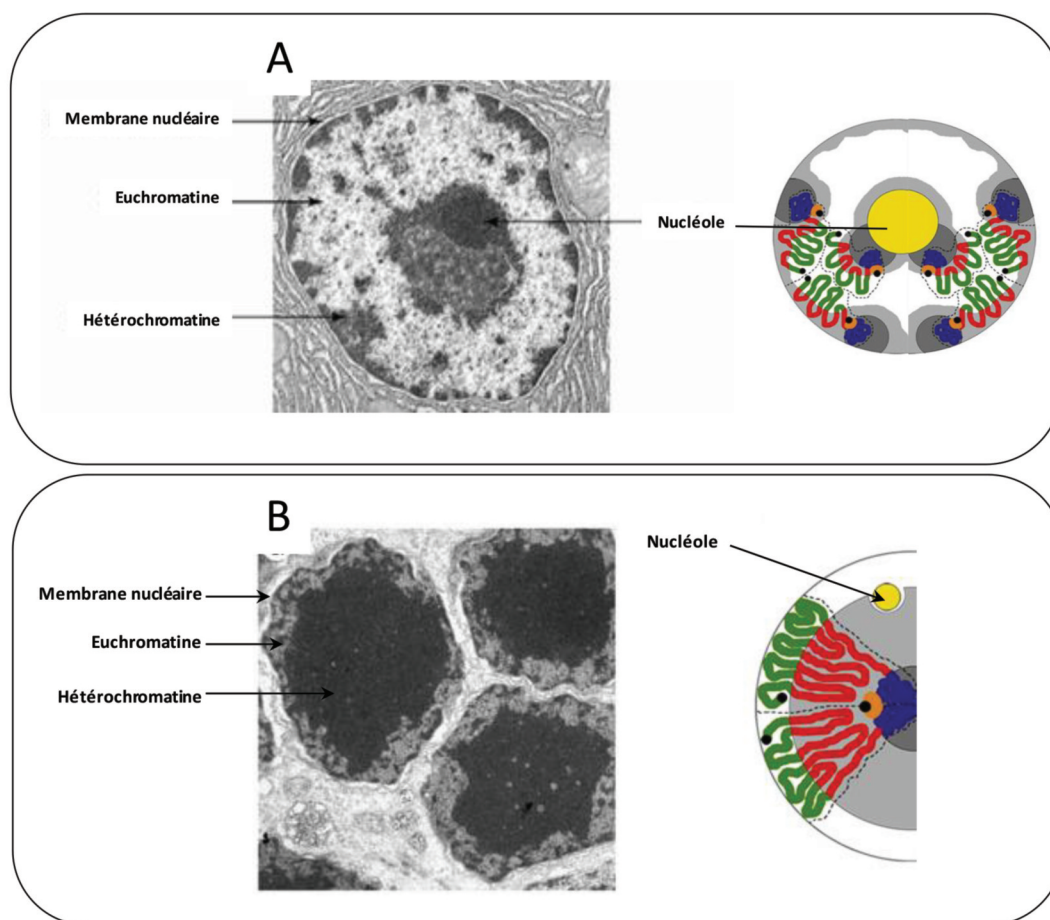 A
Membrane nucléaire
Euchromatine
Nucléole
Hétérochromatine
B
Nucléole
Membrane nucléaire
Euchromatine
Hétérochromatine